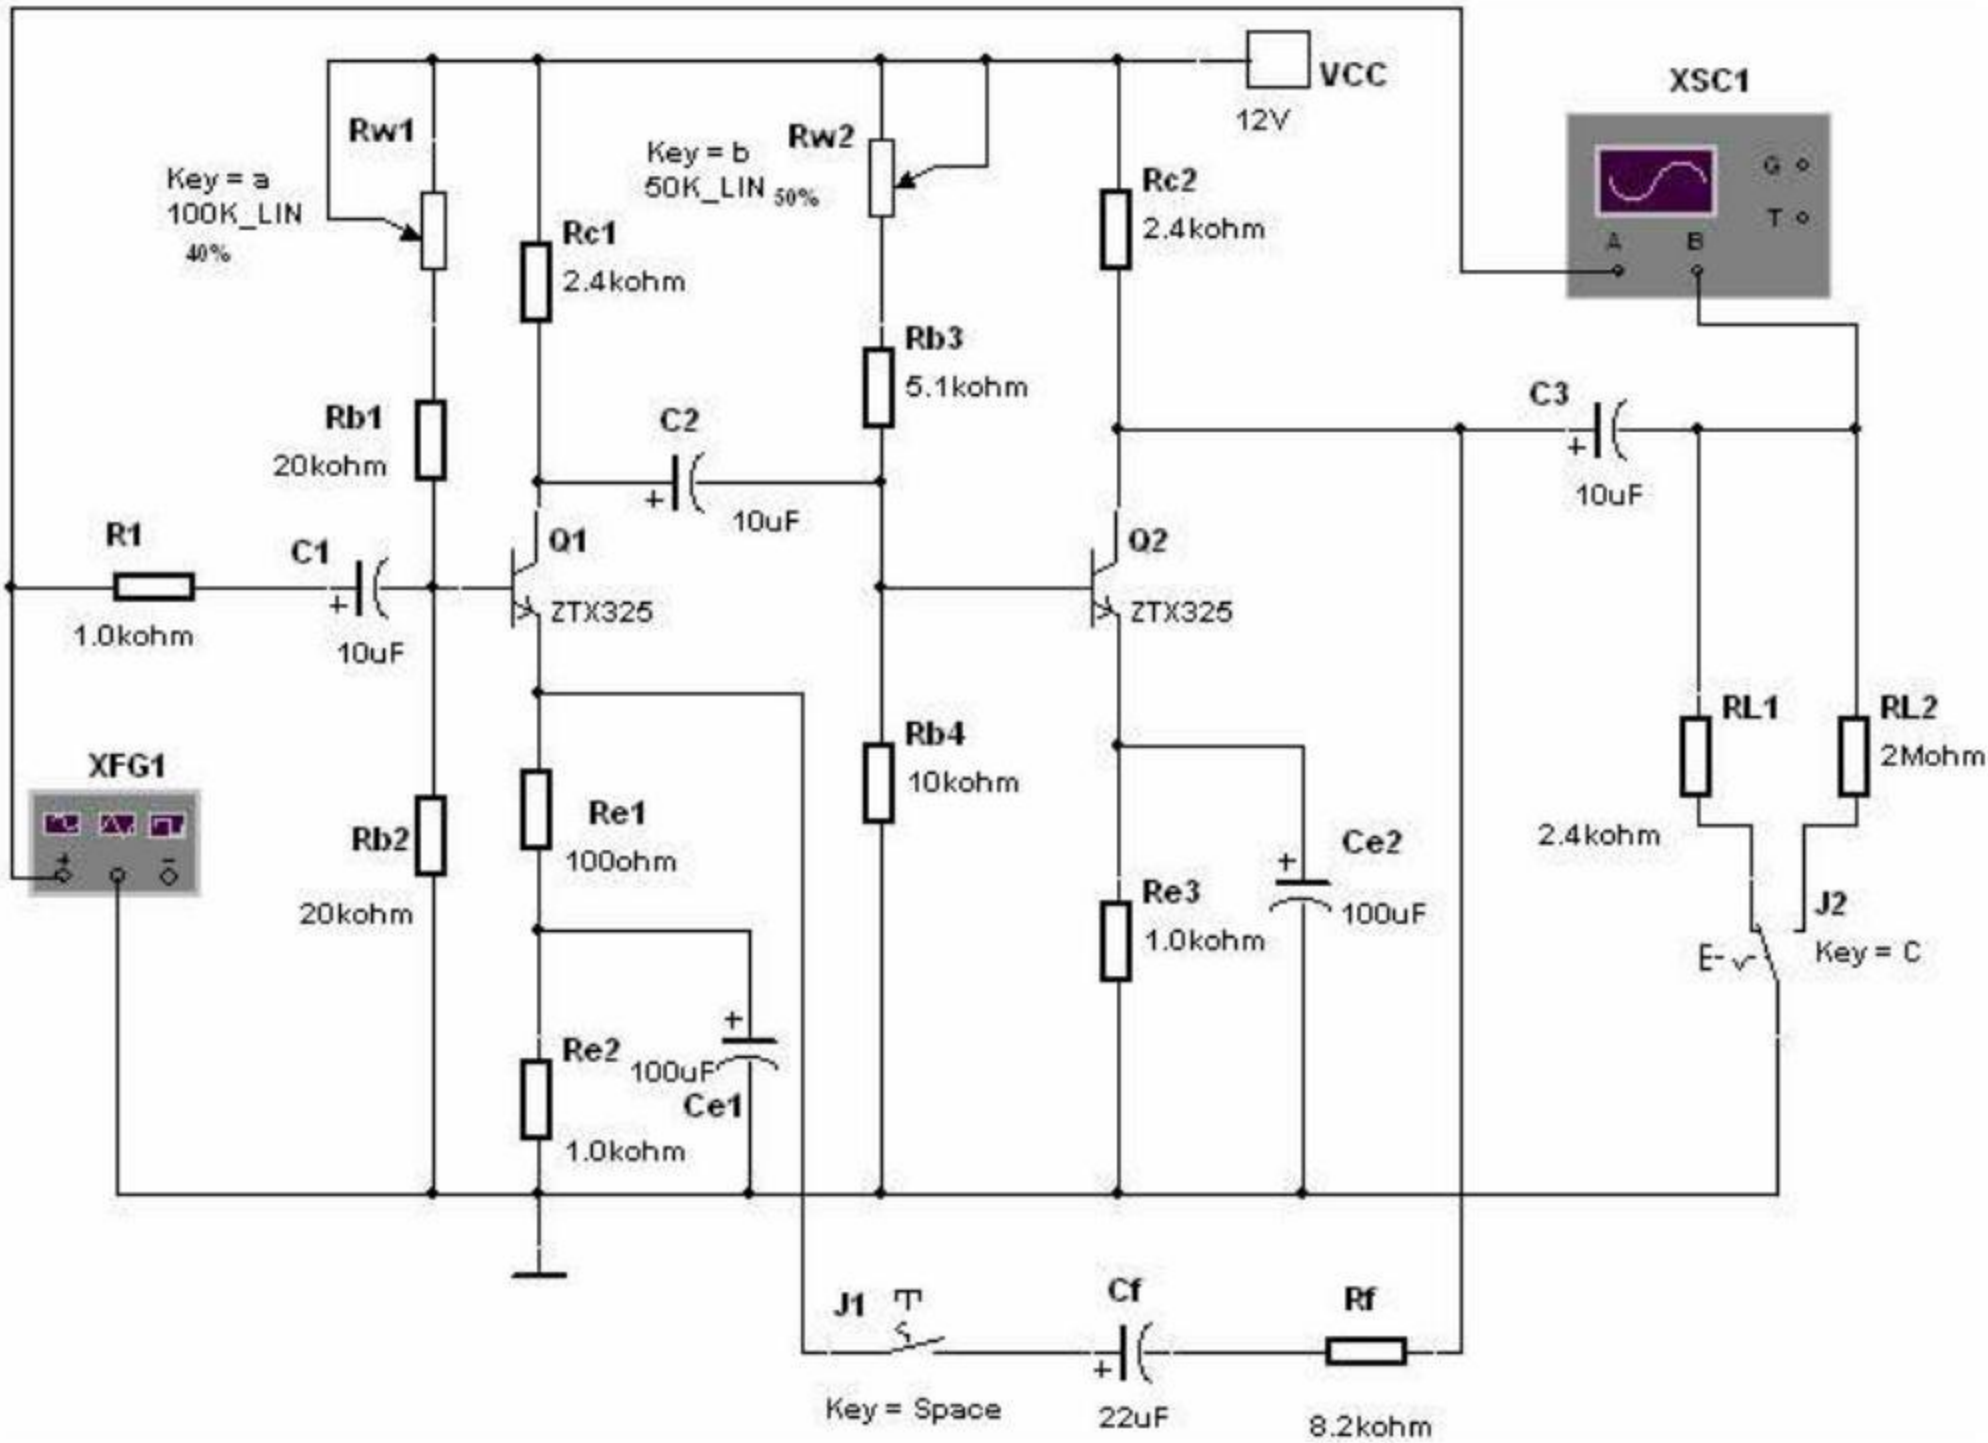 VCC
12V
XSC1
G
T
A
B
Rw1
Key = a
100K_LIN
40%
Key = b
50K_LIN 50%
Rw2
Rc1
2.4kohm
Rc2
2.4kohm
Rb3
5.1kohm
C3
+
10uF
Rb1
20kohm
C2
+
10uF
R1
1.0kohm
C1
+
10uF
Q1
ZTX325
Q2
ZTX325
RL1
2.4kohm
RL2
2Mohm
XFG1
+
-
Rb2
20kohm
Re1
100ohm
Rb4
10kohm
Ce2
+
100uF
Re3
1.0kohm
J2
Key = C
E
Re2
1.0kohm
+
100uF
Ce1
J1
Key = Space
Cf
+
22uF
Rf
8.2kohm